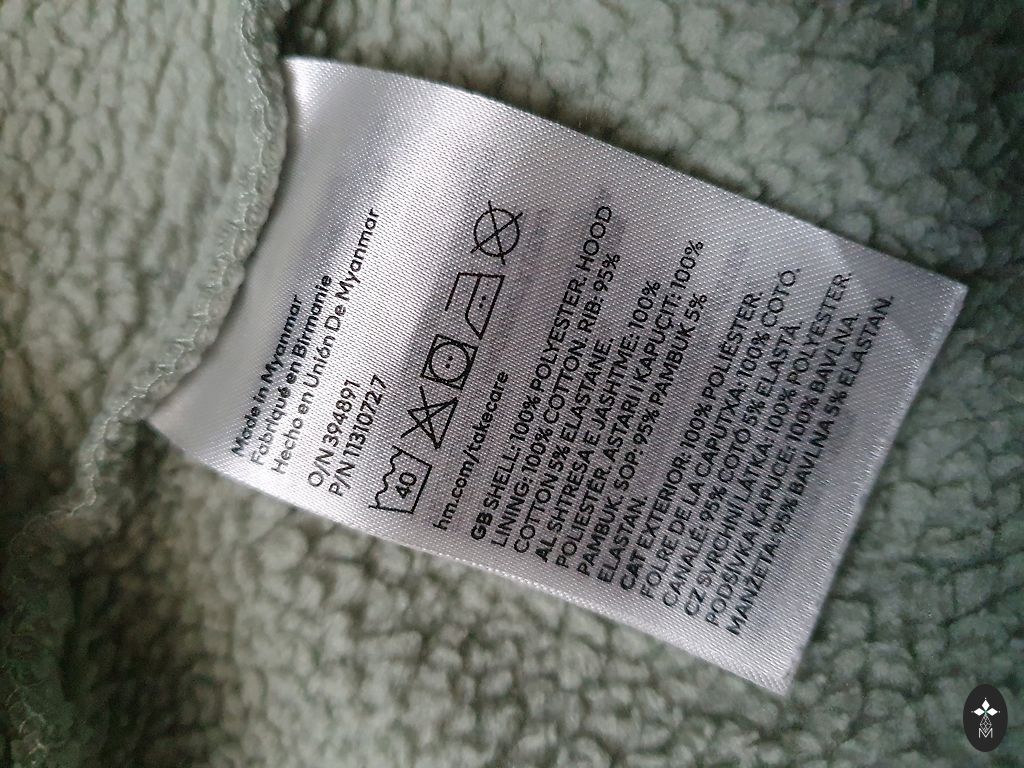 Made in Myanmar
Fabriqué en Birmanie
Hecho en Unión De Myanmar
O/N 394891
P/N 11310727
40
hm.com/takecare
GB SHELL: 100% POLYESTER. HOOD
LINING: 100% COTTON. RIB: 95%
COTTON 5% ELASTANE.
AL SHTRESA E JASHTME: 100%
POLIESTER. ASTARI I KAPUÇIT: 100%
PAMBUK. SOP: 95% PAMBUK 5%
ELASTAN.
CAT EXTERIOR: 100% POLIÈSTER.
FOLRE DE LA CAPUTXA: 100% COTÓ.
CANALÉ: 95% COTÓ 5% ELASTÀ.
CZ SVRCHNÍ LÁTKA: 100% POLYESTER.
PODŠÍVKA KAPUCE: 100% BAVLNA.
MANŽETA: 95% BAVLNA 5% ELASTAN.
M